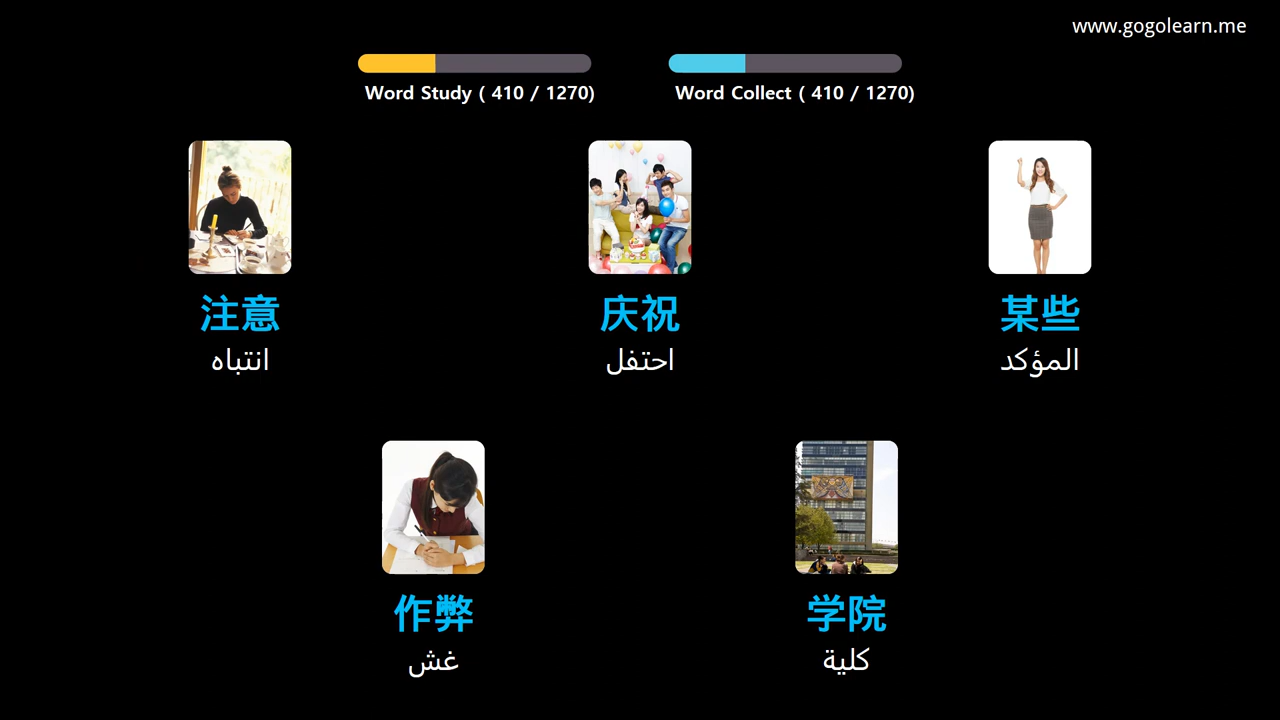 www.gogolearn.me
Word Study ( 410 / 1270)
Word Collect ( 410 / 1270)
注意
انتباه
庆祝
احتفل
某些
المؤكد
作弊
غش
学院
كلية